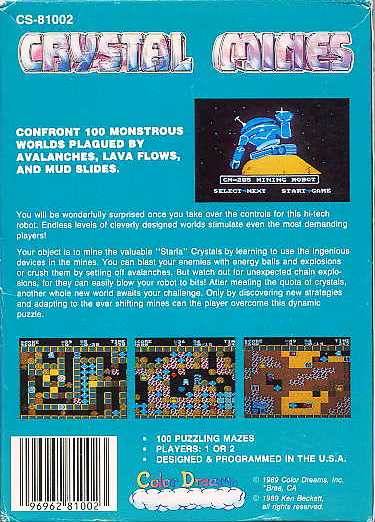 CS-81002
CRYSTAL MINES
CONFRONT 100 MONSTROUS
WORLDS PLAGUED BY
AVALANCHES, LAVA FLOWS,
AND MUD SLIDES.
CM-285 MINING ROBOT
SELECT-NEXT START-GAME
You will be wonderfully surprised once you take over the controls for this hi-tech
robot. Endless levels of cleverly designed worlds stimulate even the most demanding
players!
Your object is to mine the valuable "Starla" Crystals by learning to use the ingenious
devices in the mines. You can blast your enemies with energy balls and explosions
or crush them by setting off avalanches. But watch out for unexpected chain explo-
sions, for they can easily blow your robot to bits! After meeting the quota of crystals,
another whole new world awaits your challenge. Only by discovering new strategies
and adapting to the ever shifting mines can the player overcome this dynamic
puzzle.
SCORE TIME
SCORE TIME
SCORE TIME
• 100 PUZZLING MAZES
• PLAYERS: 1 OR 2
• DESIGNED & PROGRAMMED IN THE U.S.A.
96962 81002
Color Dreams
© 1989 Color Dreams, Inc.
Brea, CA
© 1989 Ken Beckett,
all rights reserved.